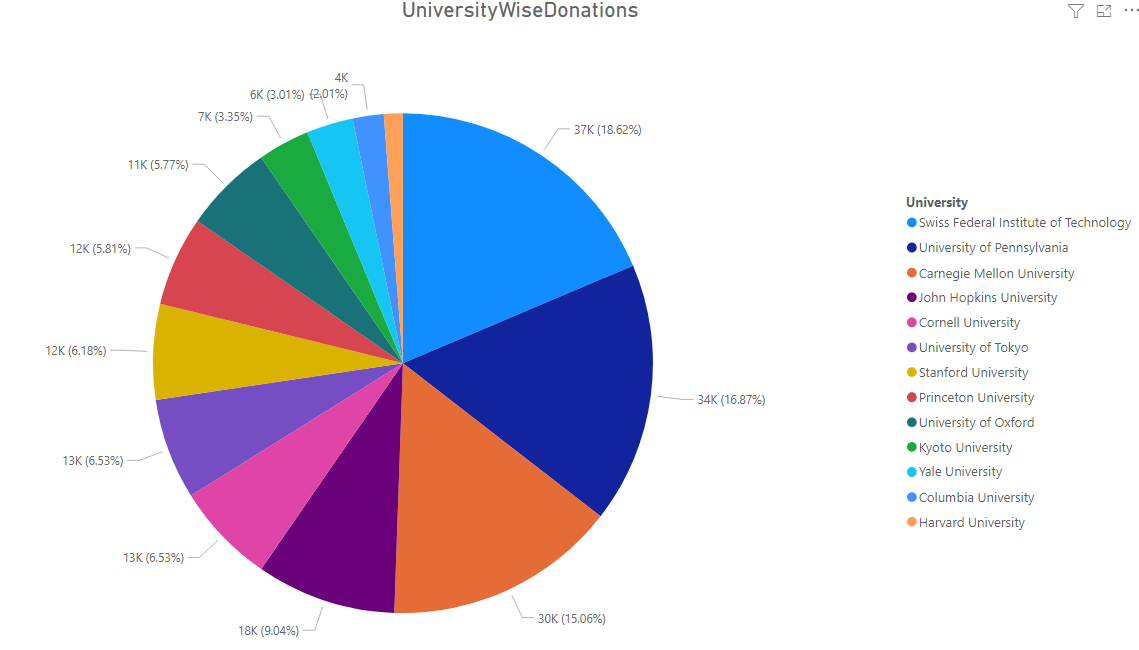 UniversityWiseDonations
4K
(2.01%)
6K (3.01%)
7K (3.35%)
11K (5.77%)
12K (5.81%)
12K (6.18%)
13K (6.53%)
13K (6.53%)
18K (9.04%)
30K (15.06%)
34K (16.87%)
37K (18.62%)
University
Swiss Federal Institute of Technology
University of Pennsylvania
Carnegie Mellon University
John Hopkins University
Cornell University
University of Tokyo
Stanford University
Princeton University
University of Oxford
Kyoto University
Yale University
Columbia University
Harvard University